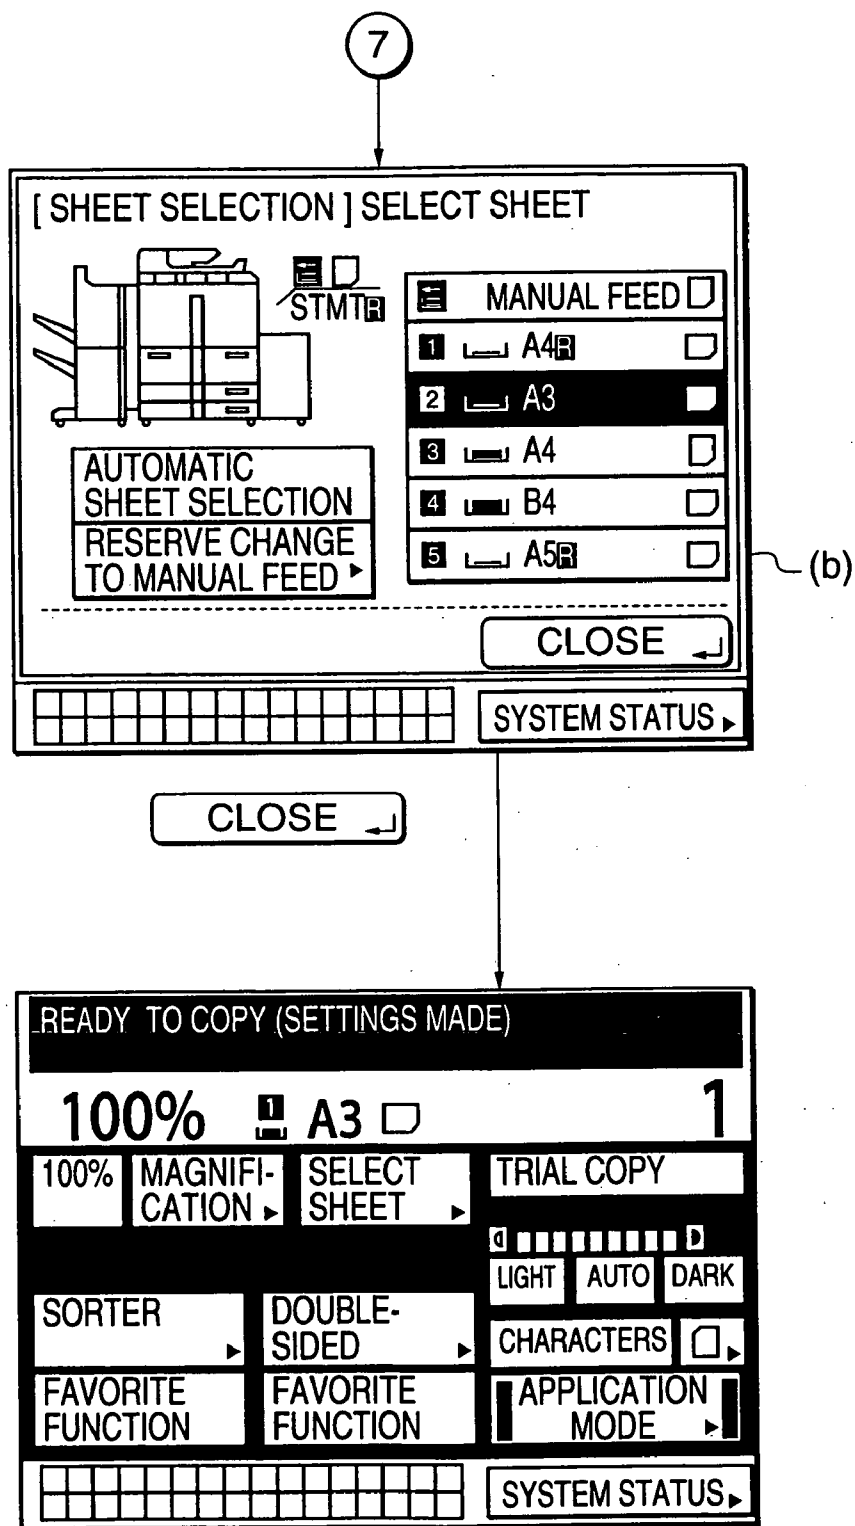 7
[ SHEET SELECTION ] SELECT SHEET
STMTR
MANUAL FEED
1 A4R
2 A3
3 A4
4 B4
5 A5R
AUTOMATIC
SHEET SELECTION
RESERVE CHANGE
TO MANUAL FEED
(b)
CLOSE
SYSTEM STATUS
CLOSE
READY TO COPY (SETTINGS MADE)
100% 1 A3 1
100%
MAGNIFI-
CATION
SELECT
SHEET
TRIAL COPY
LIGHT AUTO DARK
SORTER
DOUBLE-
SIDED
CHARACTERS
FAVORITE
FUNCTION
FAVORITE
FUNCTION
APPLICATION
MODE
SYSTEM STATUS